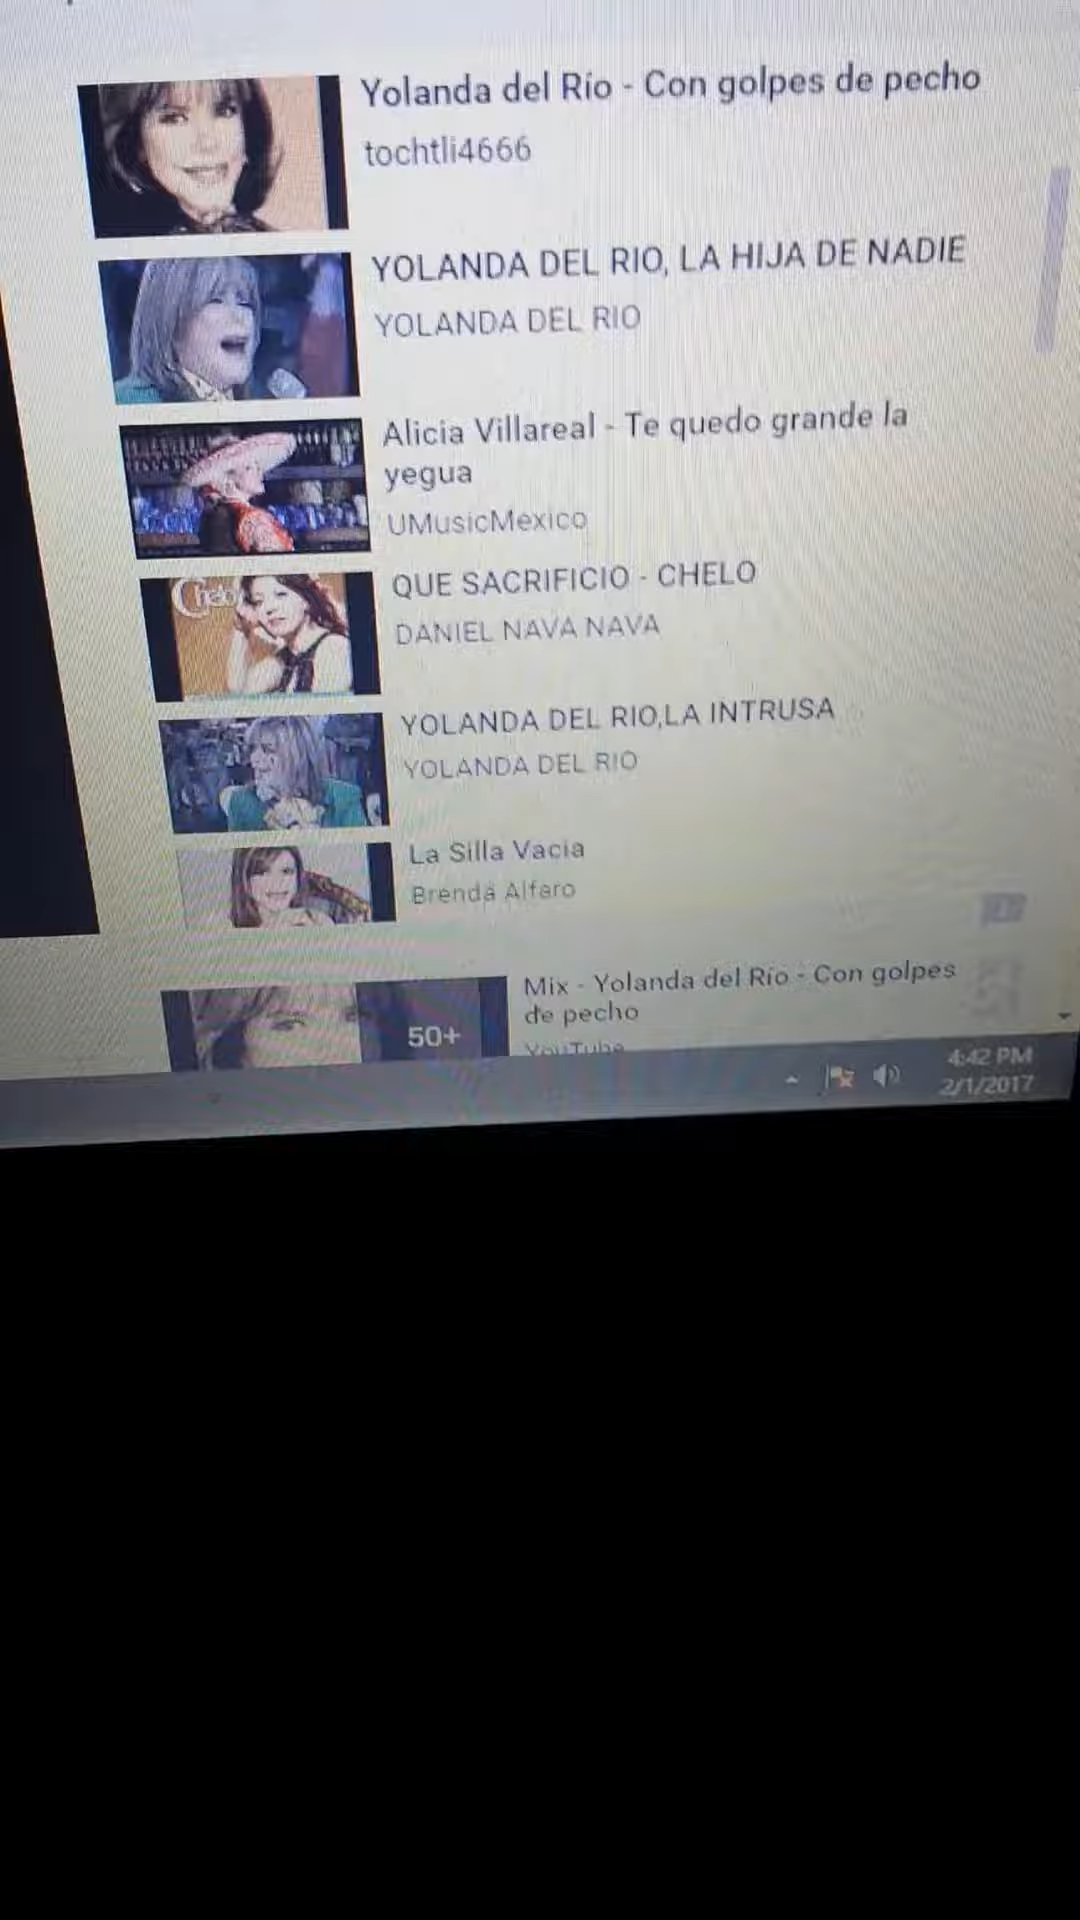 Yolanda del Río - Con golpes de pecho
tochtli4666
YOLANDA DEL RIO, LA HIJA DE NADIE
YOLANDA DEL RIO
Alicia Villareal - Te quedo grande la
yegua
UMusicMexico
Chelo
QUE SACRIFICIO - CHELO
DANIEL NAVA NAVA
YOLANDA DEL RIO,LA INTRUSA
YOLANDA DEL RIO
La Silla Vacia
Brenda Alfaro
Mix - Yolanda del Río - Con golpes
de pecho
50+
YouTube
4:42 PM
2/1/2017